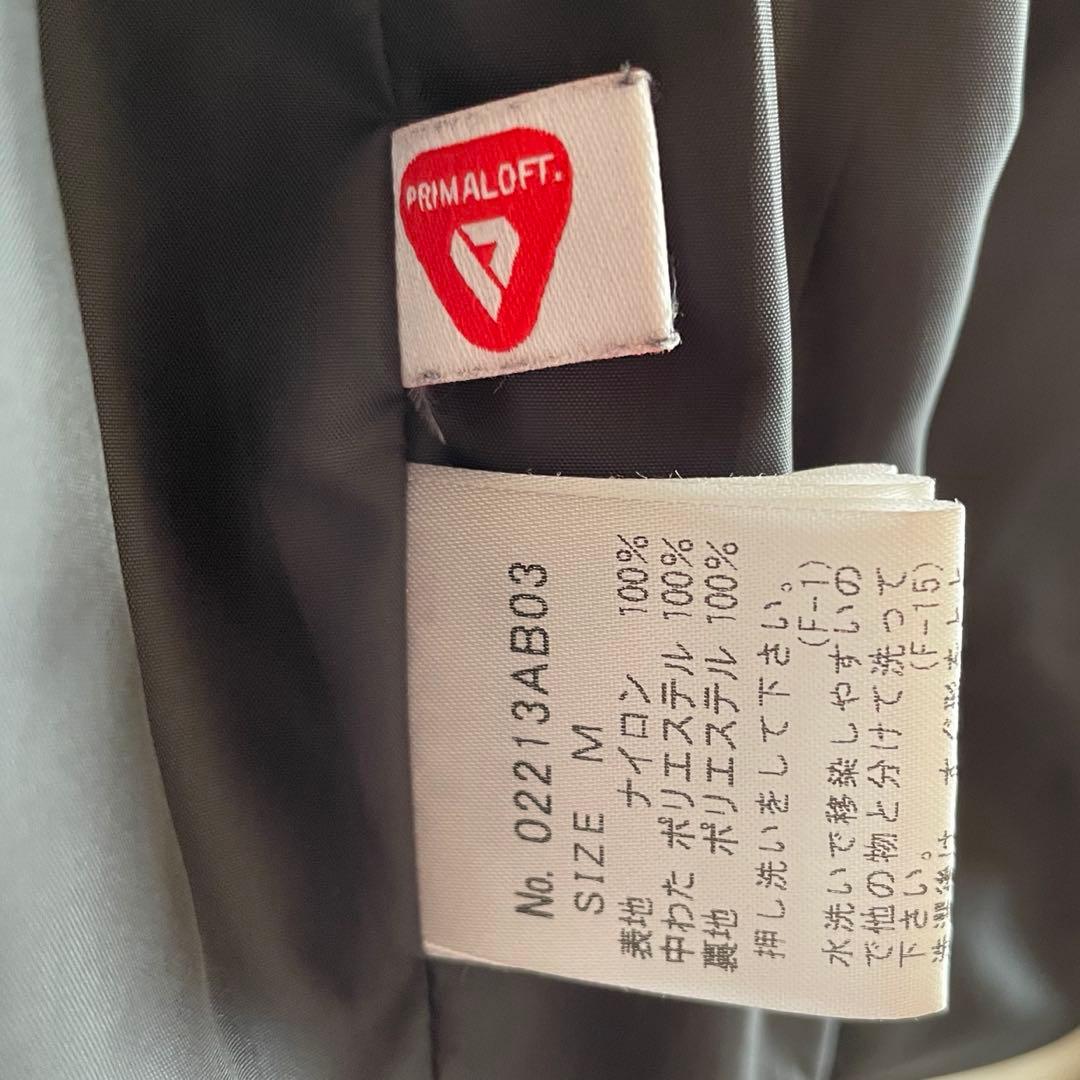 PRIMALOFT.
No. 02213AB03
SIZE M
表地 ナイロン 100%
中わた ポリエステル 100%
裏地 ポリエステル 100%
押し洗いをして下さい。
(F-1)
水洗いで移染しやすいの
で他の物と分けて洗って
下さい。 (F-15)